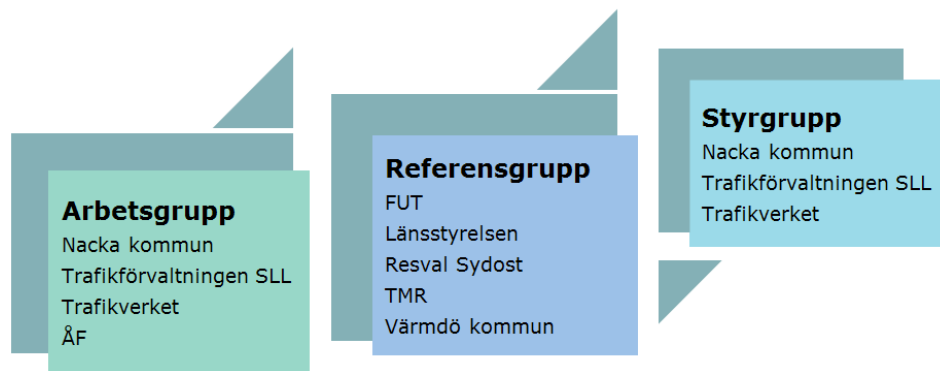 Arbetsgrupp
Nacka kommun
Trafikförvaltningen SLL
Trafikverket
ÅF
Referensgrupp
FUT
Länsstyrelsen
Resval Sydost
TMR
Värmdö kommun
Styrgrupp
Nacka kommun
Trafikförvaltningen SLL
Trafikverket